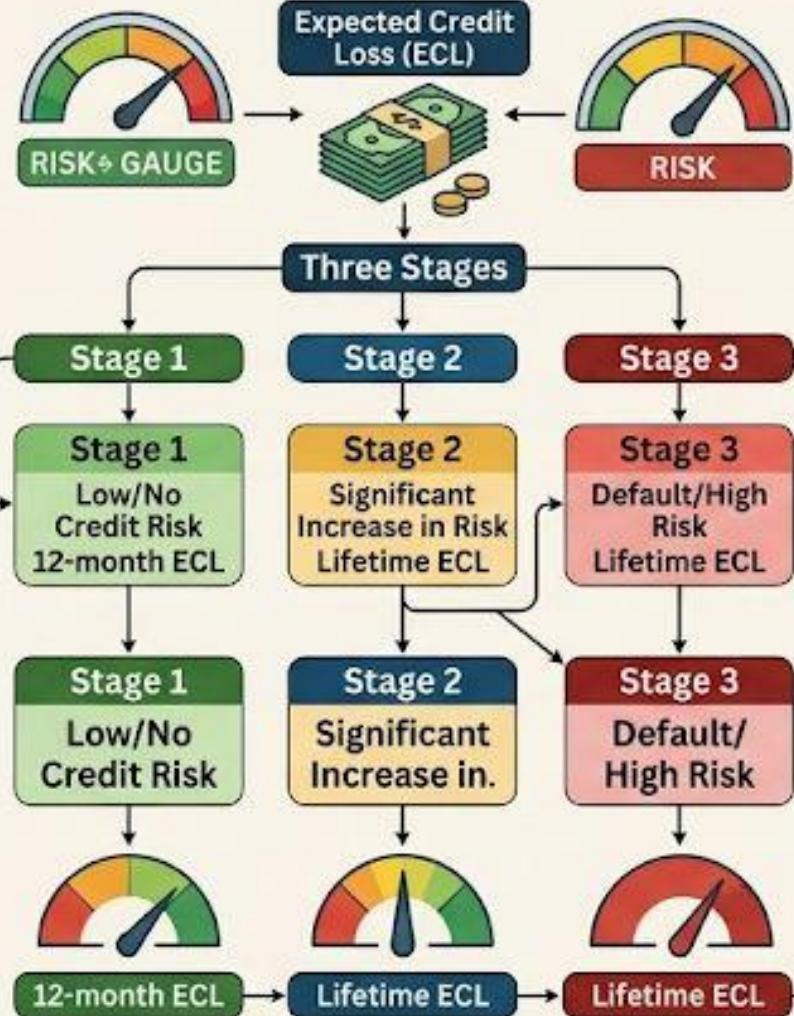 Expected Credit
Loss (ECL)
RISK GAUGE
RISK
Three Stages
Stage 1
Stage 2
Stage 3
Stage 1
Low/No
Credit Risk
12-month ECL
Stage 2
Significant
Increase in Risk
Lifetime ECL
Stage 3
Default/High
Risk
Lifetime ECL
Stage 1
Low/No
Credit Risk
Stage 2
Significant
Increase in.
Stage 3
Default/
High Risk
12-month ECL
Lifetime ECL
Lifetime ECL